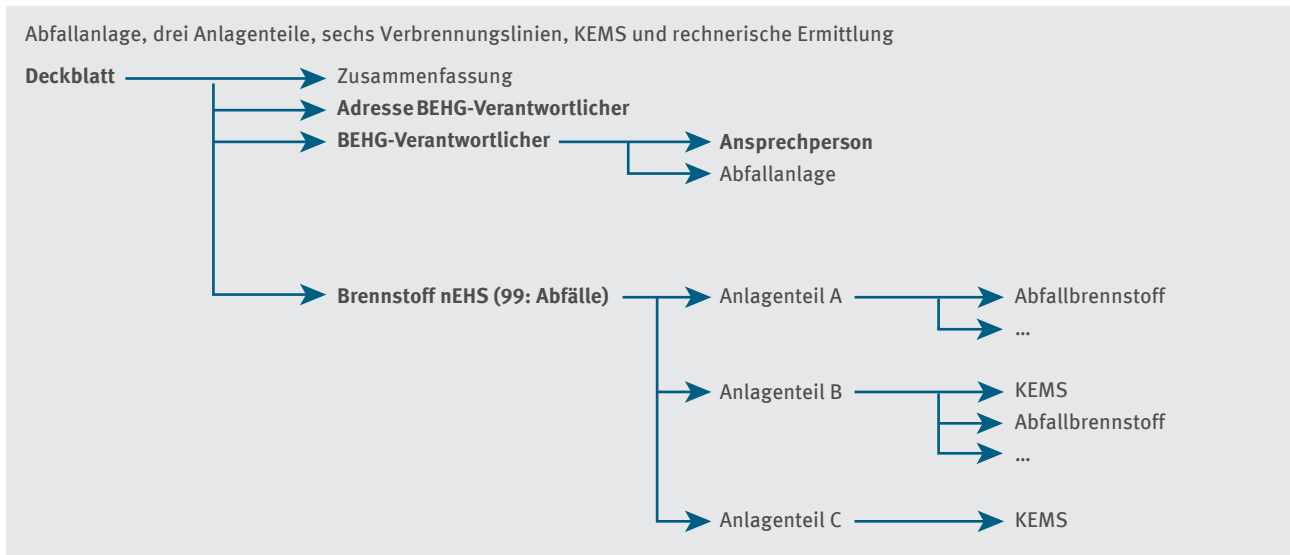 Abfallanlage, drei Anlagenteile, sechs Verbrennungslinien, KEMS und rechnerische Ermittlung
Deckblatt
Zusammenfassung
Adresse BEHG-Verantwortlicher
BEHG-Verantwortlicher
Ansprechperson
Abfallanlage
Brennstoff nEHS (99: Abfälle)
Anlagenteil A
Abfallbrennstoff
...
Anlagenteil B
KEMS
Abfallbrennstoff
...
Anlagenteil C
KEMS